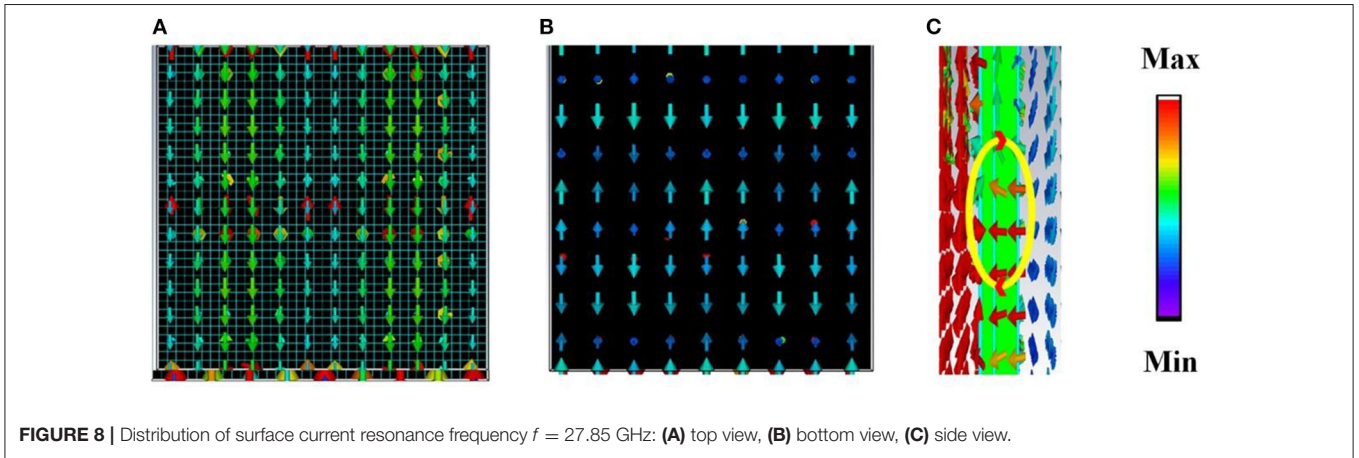 A
B
C
Max
Min
FIGURE 8 | Distribution of surface current resonance frequency f = 27.85 GHz: (A) top view, (B) bottom view, (C) side view.